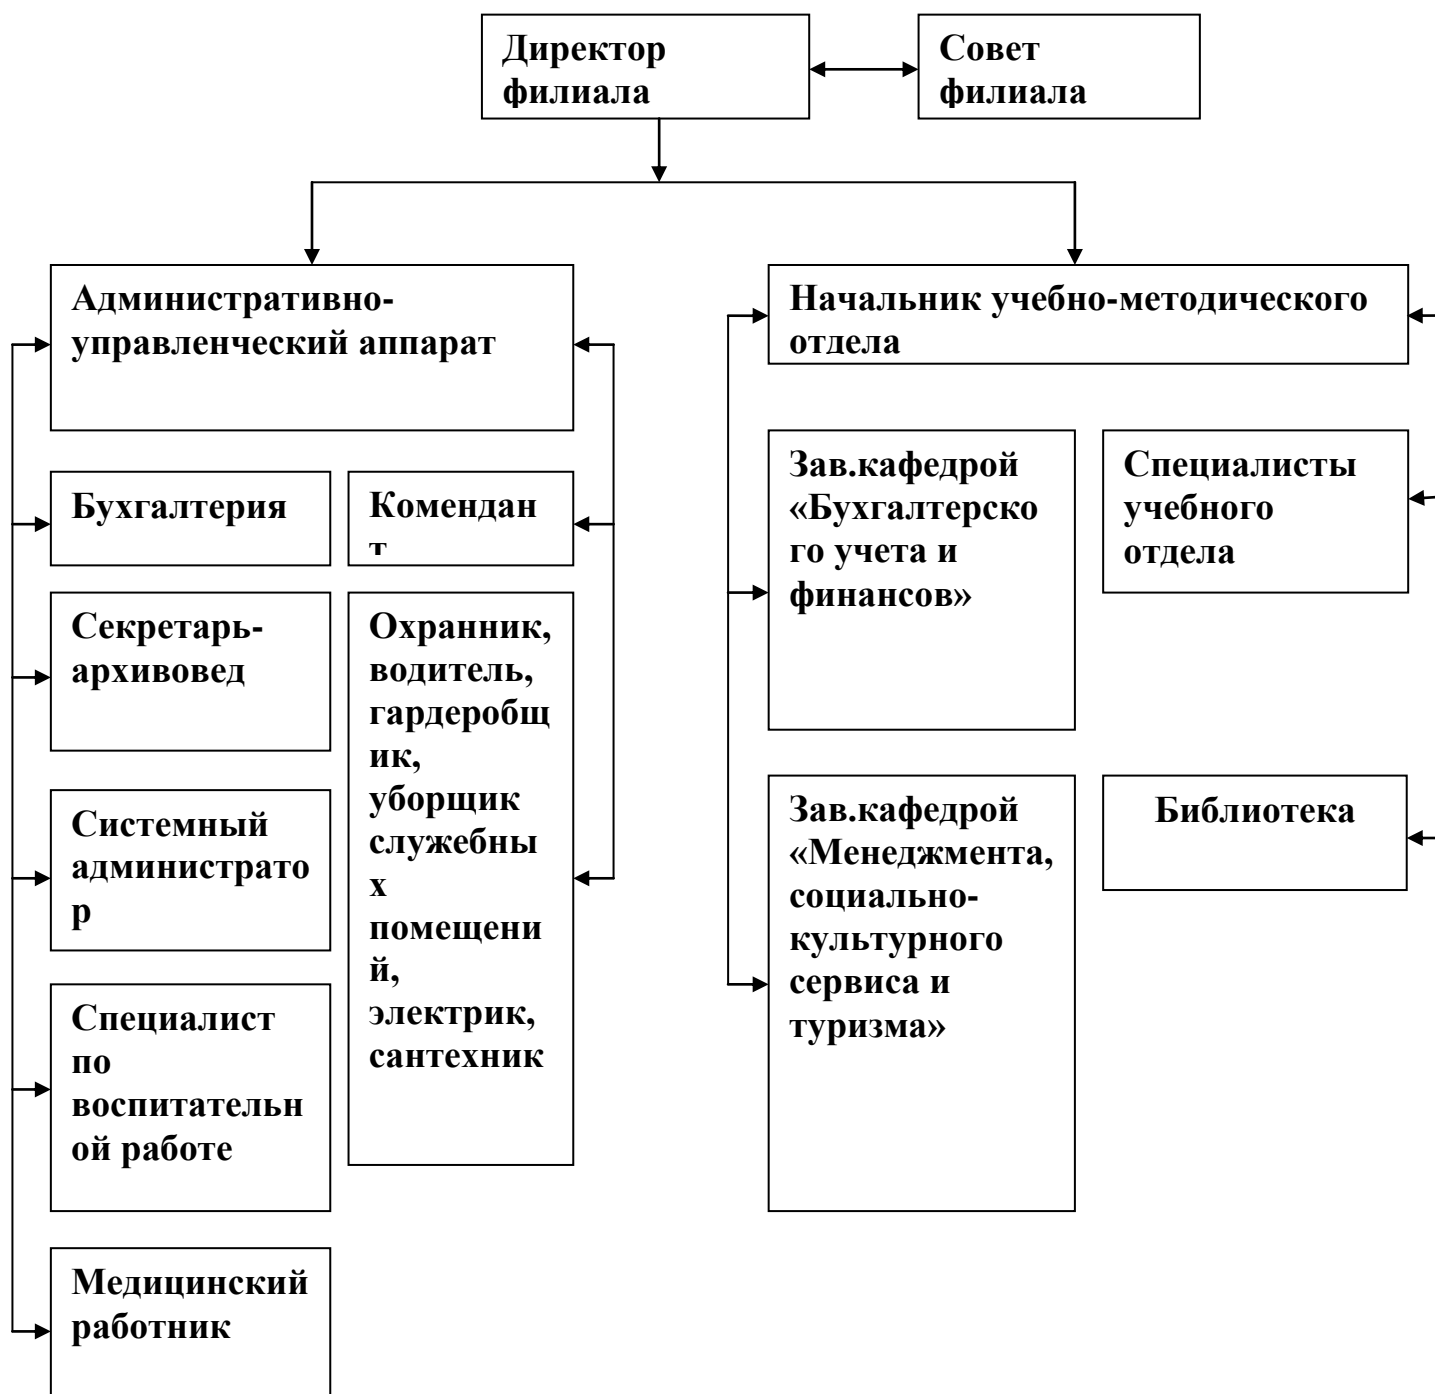 Директор
филиала
Совет
филиала
Административно-
управленческий аппарат
Начальник учебно-методического
отдела
Бухгалтерия
Комендан
т
Зав.кафедрой
«Бухгалтерско
го учета и
финансов»
Специалисты
учебного
отдела
Секретарь-
архивовед
Охранник,
водитель,
гардеробщ
ик,
уборщик
служебны
х
помещени
й,
электрик,
сантехник
Системный
администрато
р
Зав.кафедрой
«Менеджмента,
социально-
культурного
сервиса и
туризма»
Библиотека
Специалист
по
воспитательн
ой работе
Медицинский
работник